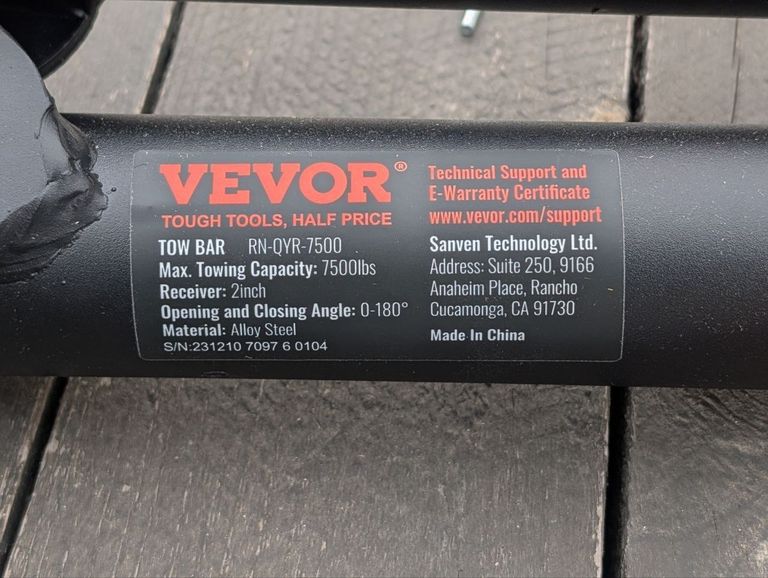 VEVOR®
TOUGH TOOLS, HALF PRICE
TOW BAR RN-QYR-7500
Max. Towing Capacity: 7500lbs
Receiver: 2inch
Opening and Closing Angle: 0-180°
Material: Alloy Steel
S/N:231210 7097 6 0104
Technical Support and
E-Warranty Certificate
www.vevor.com/support
Sanven Technology Ltd.
Address: Suite 250, 9166
Anaheim Place, Rancho
Cucamonga, CA 91730
Made In China